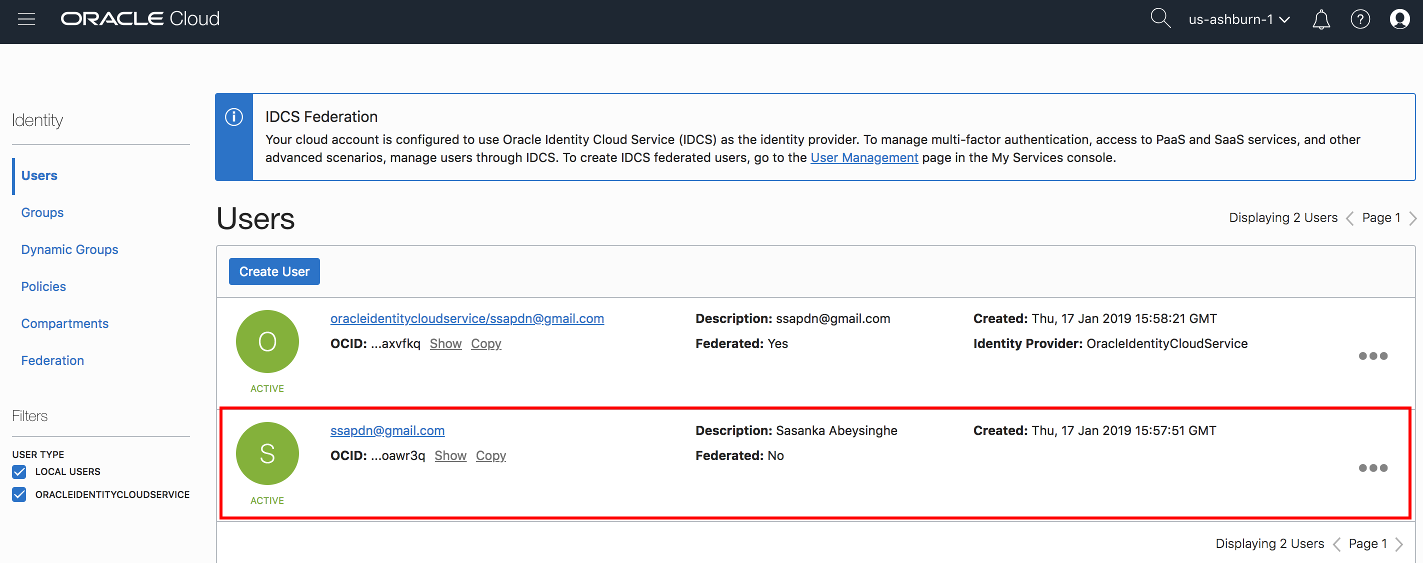 ORACLE Cloud
us-ashburn-1
?
Identity
Users
Groups
Dynamic Groups
Policies
Compartments
Federation
Filters
USER TYPE
LOCAL USERS
ORACLEIDENTITYCLOUDSERVICE
i
IDCS Federation
Your cloud account is configured to use Oracle Identity Cloud Service (IDCS) as the identity provider. To manage multi-factor authentication, access to PaaS and SaaS services, and other
advanced scenarios, manage users through IDCS. To create IDCS federated users, go to the User Management page in the My Services console.
Users
Displaying 2 Users Page 1
Create User
O
ACTIVE
oracleidentitycloudservice/ssapdn@gmail.com
OCID: ...axvfkq Show Copy
Description: ssapdn@gmail.com
Federated: Yes
Created: Thu, 17 Jan 2019 15:58:21 GMT
Identity Provider: OracleIdentityCloudService
S
ACTIVE
ssapdn@gmail.com
OCID: ...oawr3q Show Copy
Description: Sasanka Abeysinghe
Federated: No
Created: Thu, 17 Jan 2019 15:57:51 GMT
Displaying 2 Users Page 1